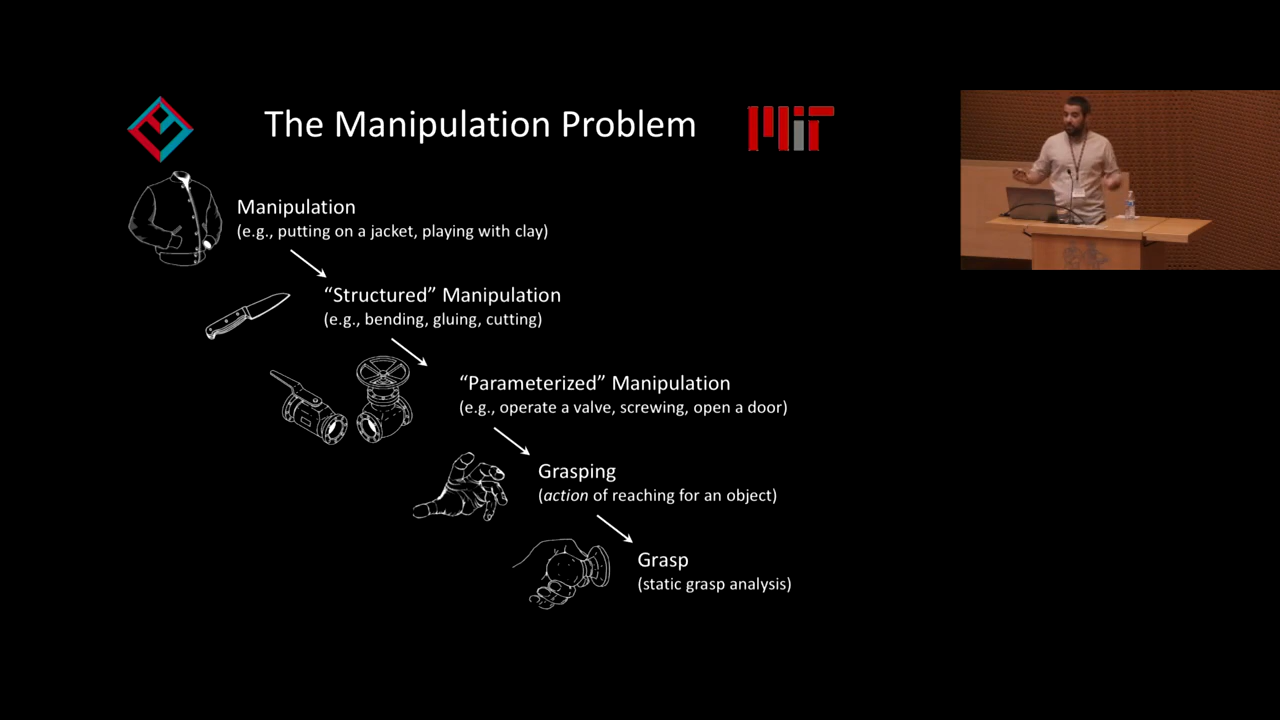 The Manipulation Problem
MIT
Manipulation
(e.g., putting on a jacket, playing with clay)
“Structured” Manipulation
(e.g., bending, gluing, cutting)
“Parameterized” Manipulation
(e.g., operate a valve, screwing, open a door)
Grasping
(action of reaching for an object)
Grasp
(static grasp analysis)